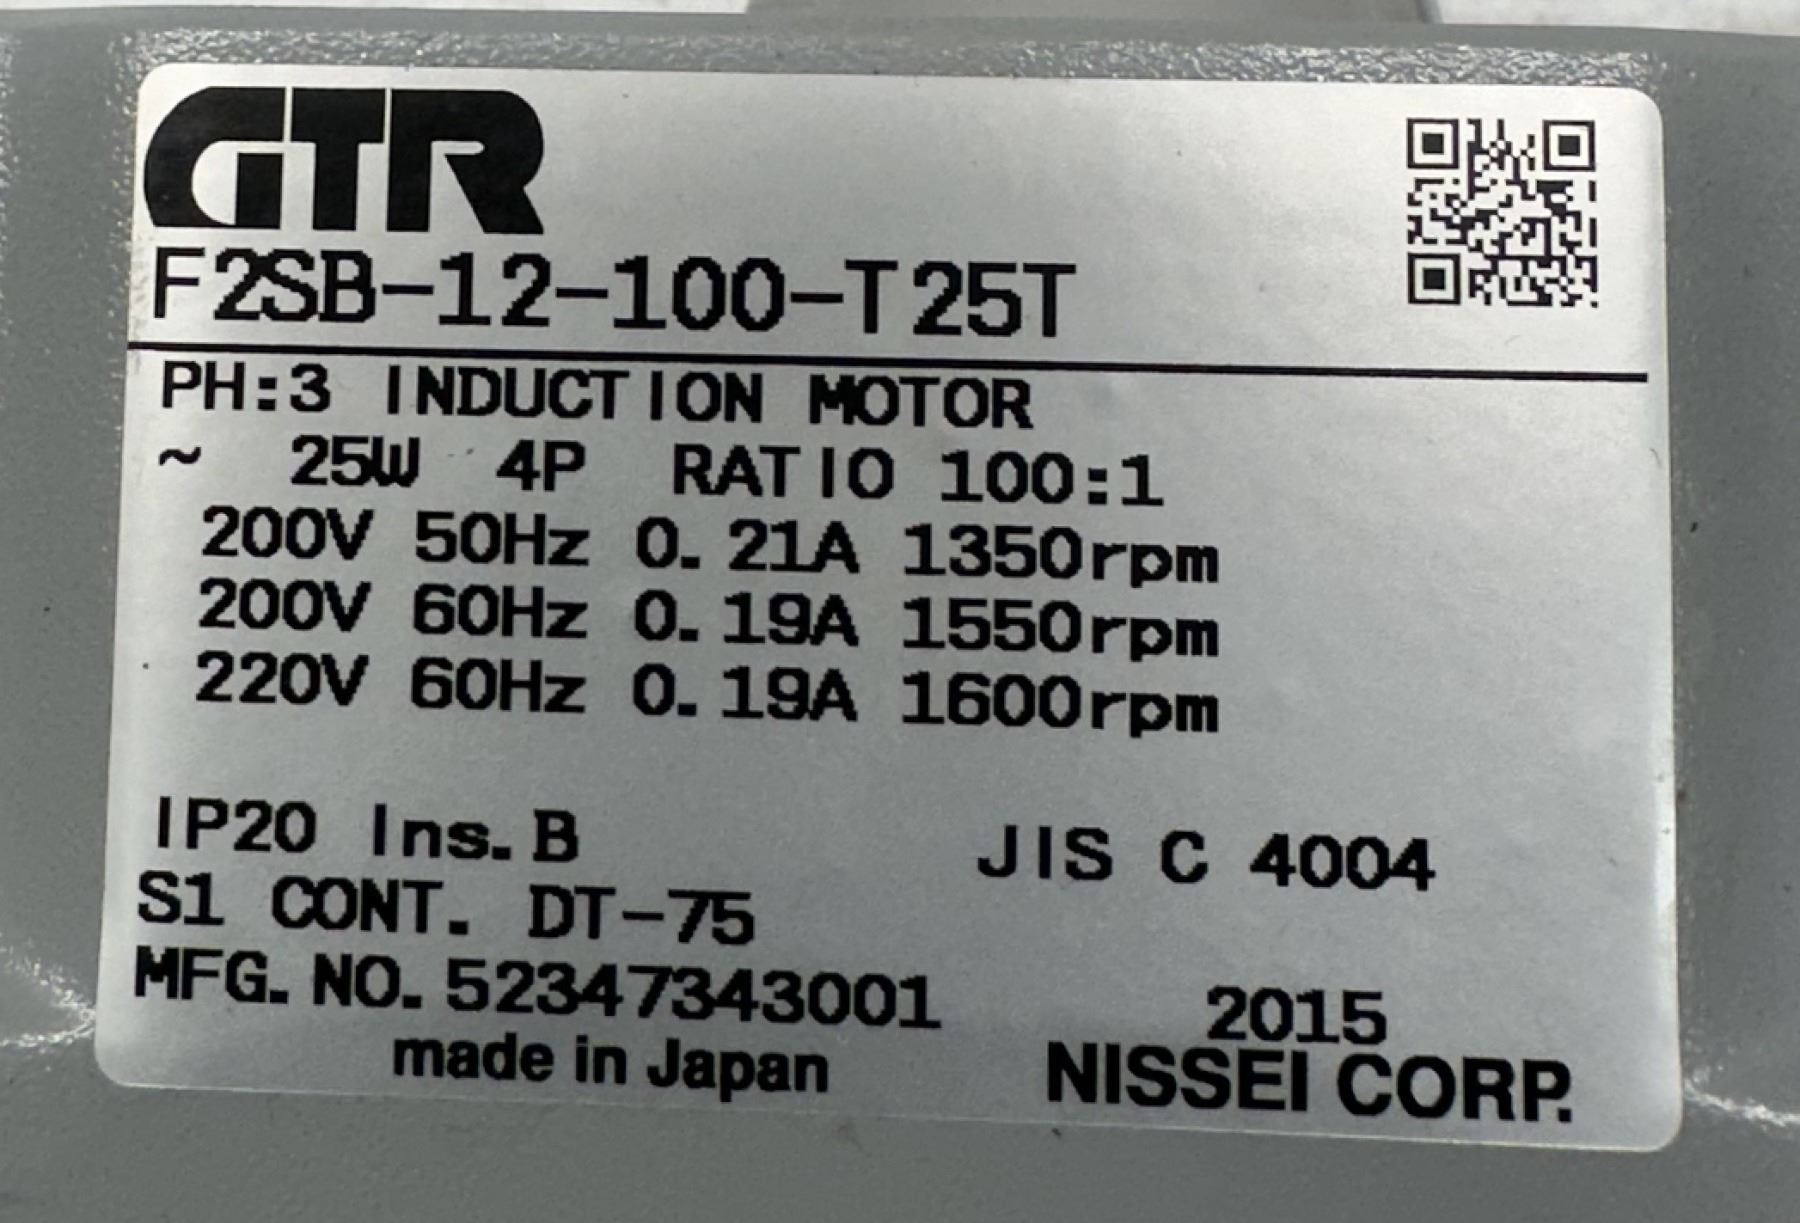 GTR
F2SB-12-100-T25T
PH:3 INDUCTION MOTOR
~ 25W 4P RATIO 100:1
200V 50Hz 0.21A 1350rpm
200V 60Hz 0.19A 1550rpm
220V 60Hz 0.19A 1600rpm
IP20 Ins.B JIS C 4004
S1 CONT. DT-75
MFG.NO.52347343001 2015
made in Japan NISSEI CORP.